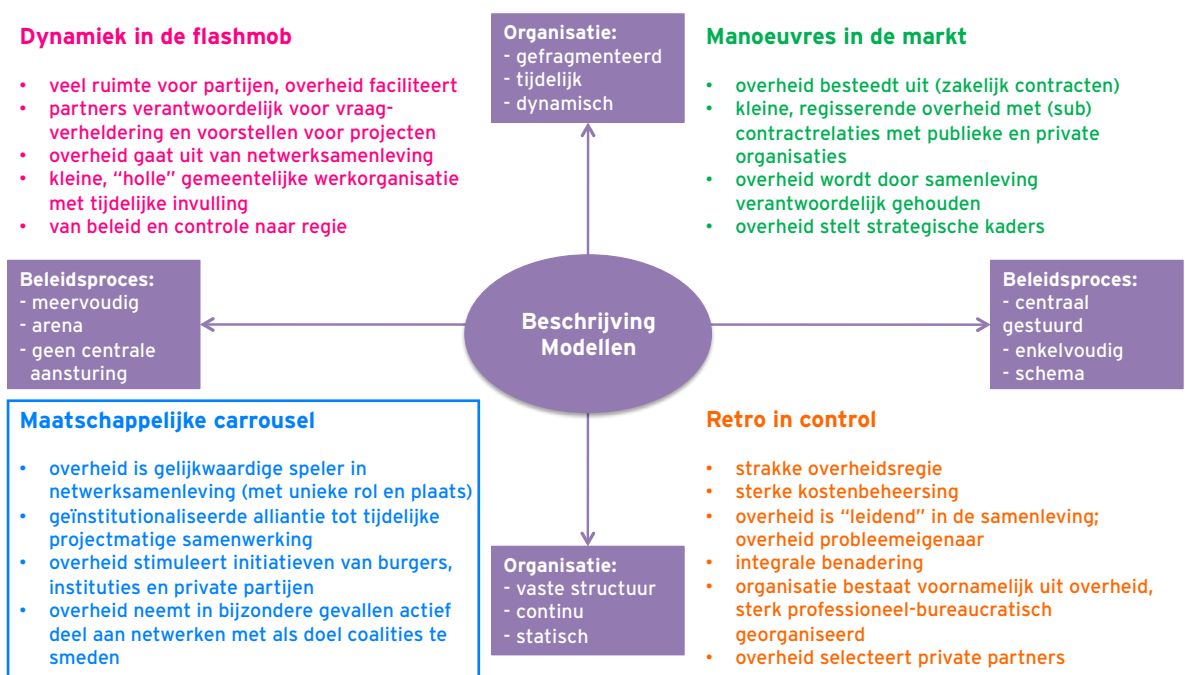 Dynamiek in de flashmob
• veel ruimte voor partijen, overheid faciliteert
• partners verantwoordelijk voor vraag-
verheldering en voorstellen voor projecten
• overheid gaat uit van netwerksamenleving
• kleine, “holle” gemeentelijke werkorganisatie
met tijdelijke invulling
• van beleid en controle naar regie
Organisatie:
- gefragmenteerd
- tijdelijk
- dynamisch
Manoeuvres in de markt
• overheid besteedt uit (zakelijk contracten)
• kleine, regisserende overheid met (sub)
contractrelaties met publieke en private
organisaties
• overheid wordt door samenleving
verantwoordelijk gehouden
• overheid stelt strategische kaders
Beleidsproces:
- meervoudig
- arena
- geen centrale
aansturing
Beschrijving
Modellen
Beleidsproces:
- centraal
gestuurd
- enkelvoudig
- schema
Maatschappelijke carrousel
• overheid is gelijkwaardige speler in
netwerksamenleving (met unieke rol en plaats)
• geïnstitutionaliseerde alliantie tot tijdelijke
projectmatige samenwerking
• overheid stimuleert initiatieven van burgers,
instituties en private partijen
• overheid neemt in bijzondere gevallen actief
deel aan netwerken met als doel coalities te
smeden
Organisatie:
- vaste structuur
- continu
- statisch
Retro in control
• strakke overheidsregie
• sterke kostenbeheersing
• overheid is “leidend” in de samenleving;
overheid probleemeigenaar
• integrale benadering
• organisatie bestaat voornamelijk uit overheid,
sterk professioneel-bureaucratisch
georganiseerd
• overheid selecteert private partners